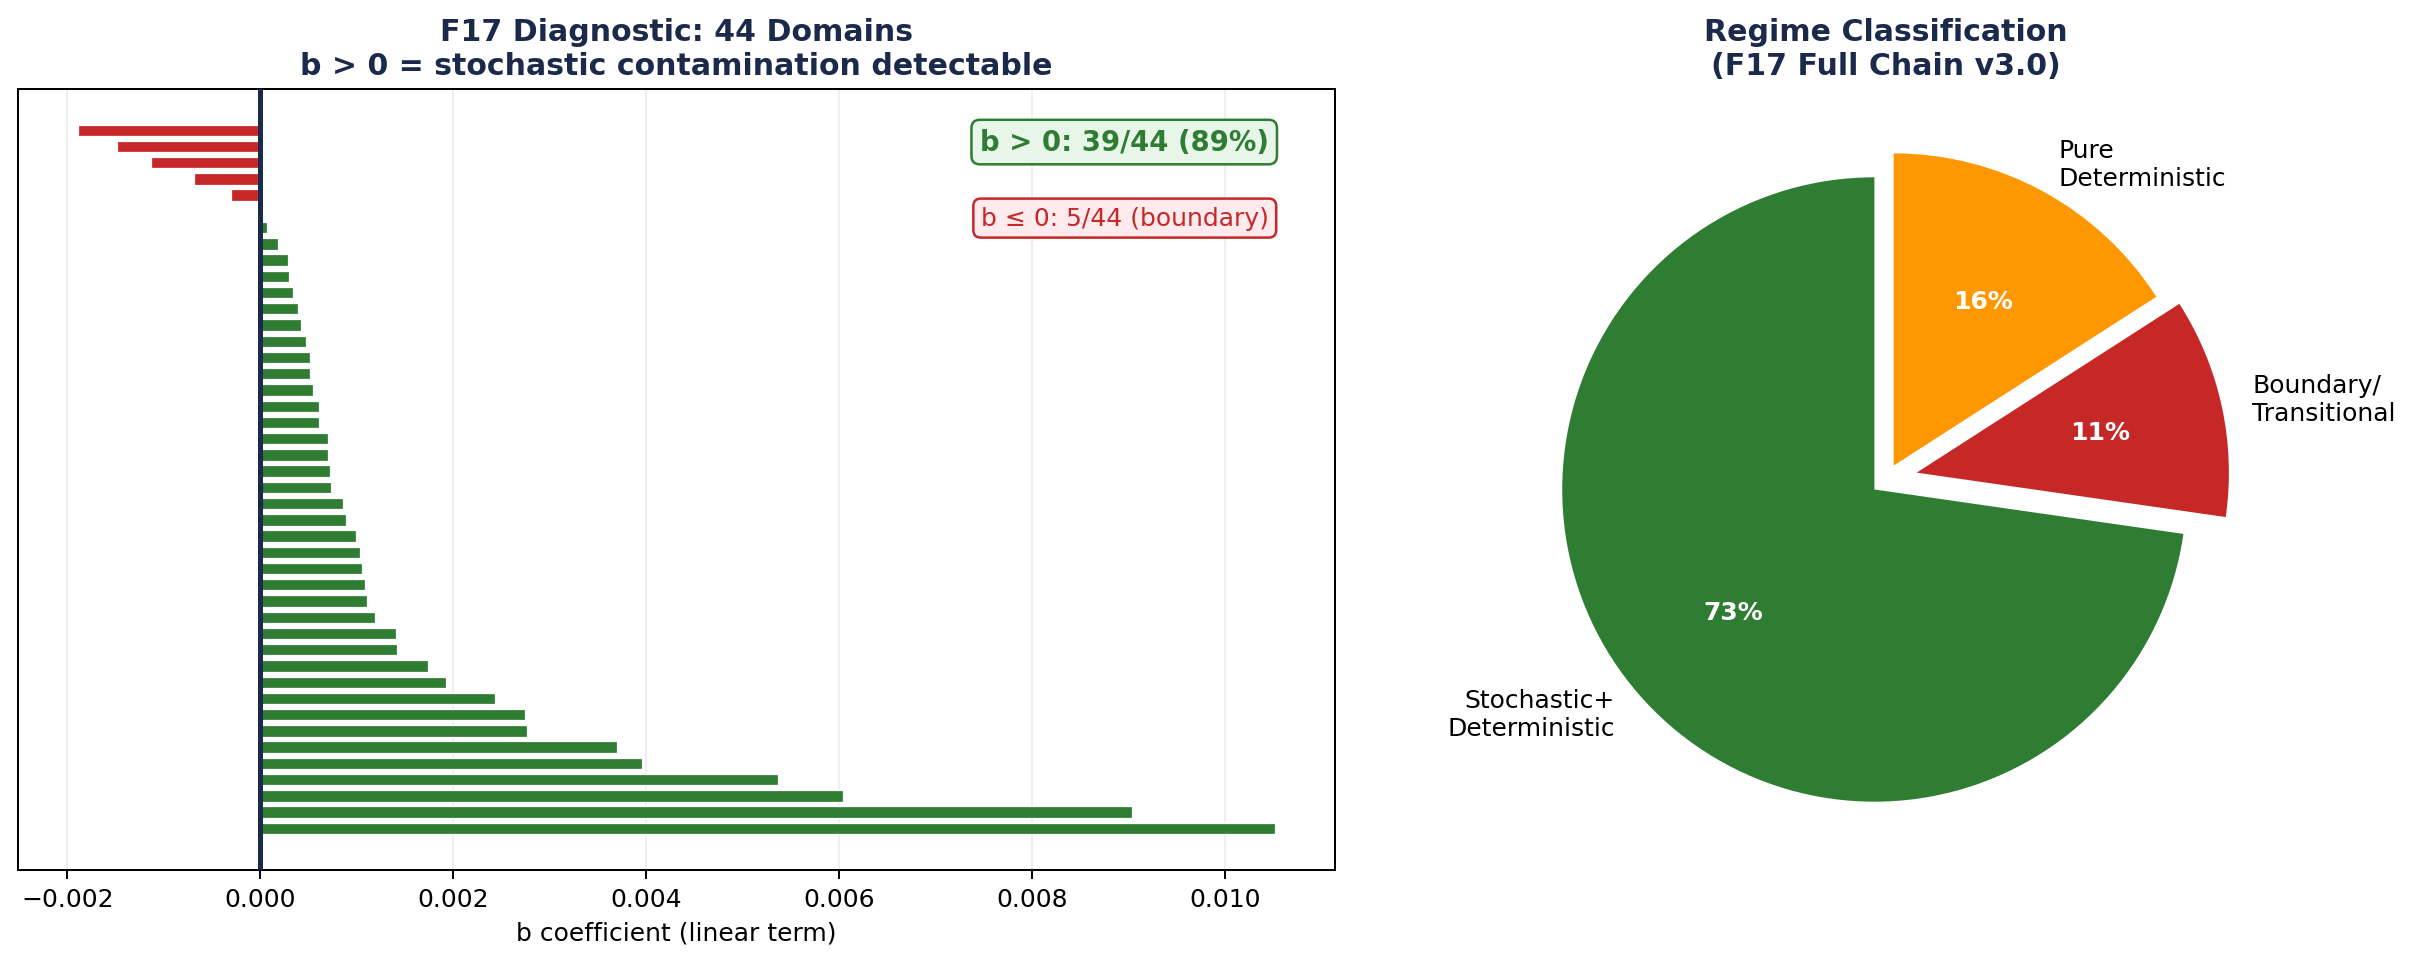 F17 Diagnostic: 44 Domains
b > 0 = stochastic contamination detectable
b > 0: 39/44 (89%)
b ≤ 0: 5/44 (boundary)
−0.002
0.000
0.002
0.004
0.006
0.008
0.010
b coefficient (linear term)
Regime Classification
(F17 Full Chain v3.0)
Pure
Deterministic
16%
Boundary/
Transitional
11%
73%
Stochastic+
Deterministic